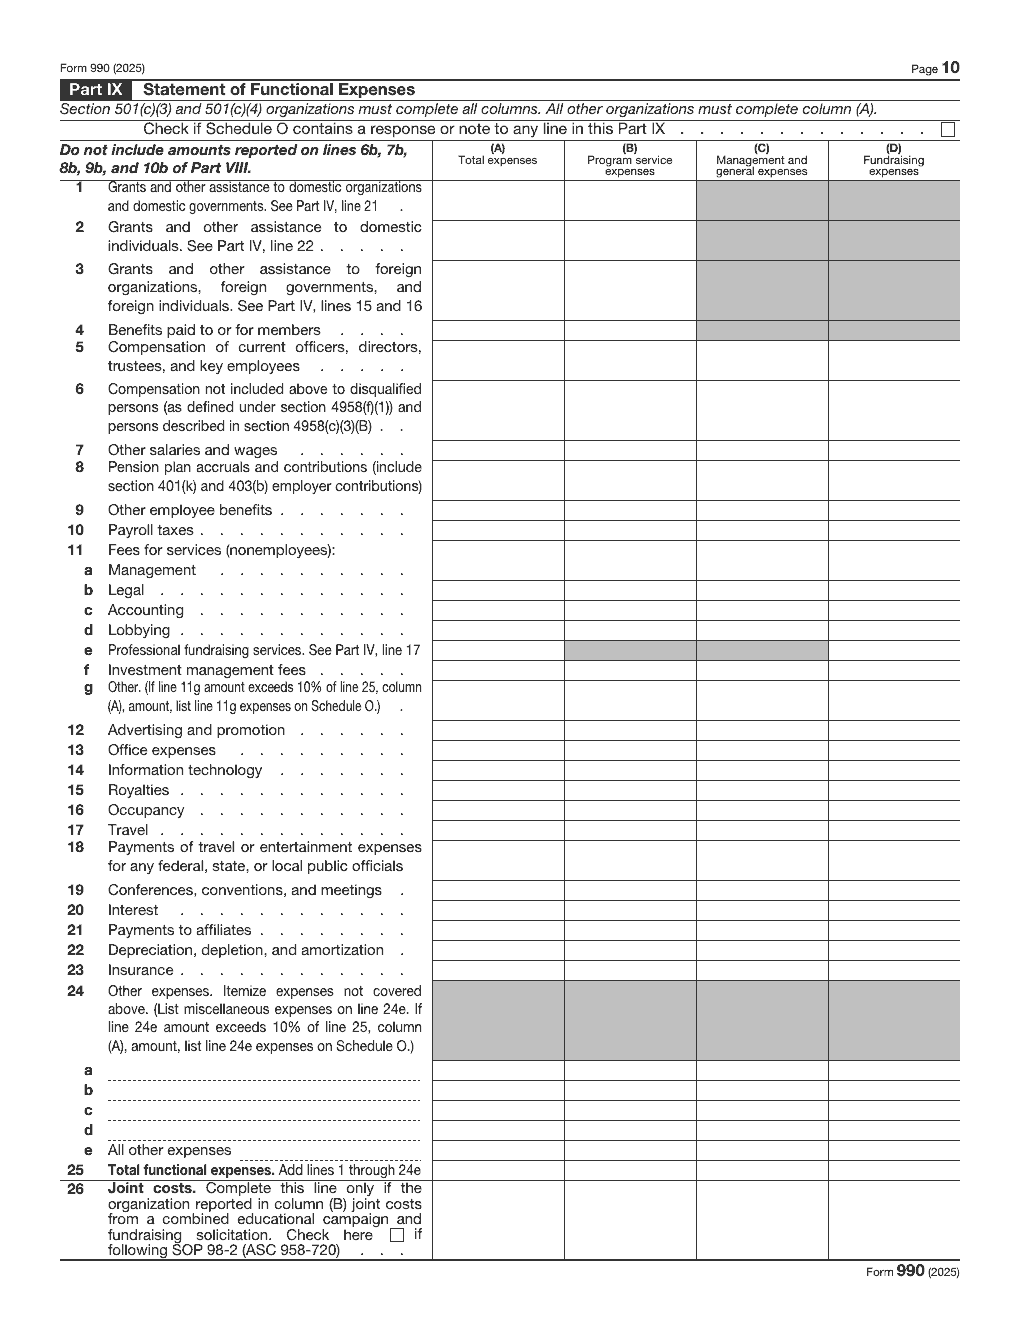 Form 990 (2025) Page 10
Part IX Statement of Functional Expenses
Section 501(c)(3) and 501(c)(4) organizations must complete all columns. All other organizations must complete column (A).
Check if Schedule O contains a response or note to any line in this Part IX . . . . . . . . . . . . .
Do not include amounts reported on lines 6b, 7b,
8b, 9b, and 10b of Part VIII.
(A)
Total expenses
(B)
Program service
expenses
(C)
Management and
general expenses
(D)
Fundraising
expenses
1 Grants and other assistance to domestic organizations
and domestic governments. See Part IV, line 21 .
2 Grants and other assistance to domestic
individuals. See Part IV, line 22 . . . . .
3 Grants and other assistance to foreign
organizations, foreign governments, and
foreign individuals. See Part IV, lines 15 and 16
4 Benefits paid to or for members . . . .
5 Compensation of current officers, directors,
trustees, and key employees . . . . .
6 Compensation not included above to disqualified
persons (as defined under section 4958(f)(1)) and
persons described in section 4958(c)(3)(B) . .
7 Other salaries and wages . . . . . .
8 Pension plan accruals and contributions (include
section 401(k) and 403(b) employer contributions)
9 Other employee benefits . . . . . . .
10 Payroll taxes . . . . . . . . . . .
11 Fees for services (nonemployees):
a Management . . . . . . . . . .
b Legal . . . . . . . . . . . . .
c Accounting . . . . . . . . . . .
d Lobbying . . . . . . . . . . . .
e Professional fundraising services. See Part IV, line 17
f Investment management fees . . . . .
g Other. (If line 11g amount exceeds 10% of line 25, column
(A), amount, list line 11g expenses on Schedule O.) .
12 Advertising and promotion . . . . . .
13 Office expenses . . . . . . . . .
14 Information technology . . . . . . .
15 Royalties . . . . . . . . . . . .
16 Occupancy . . . . . . . . . . .
17 Travel . . . . . . . . . . . . .
18 Payments of travel or entertainment expenses
for any federal, state, or local public officials
19 Conferences, conventions, and meetings .
20 Interest . . . . . . . . . . . .
21 Payments to affiliates . . . . . . . .
22 Depreciation, depletion, and amortization .
23 Insurance . . . . . . . . . . . .
24 Other expenses. Itemize expenses not covered
above. (List miscellaneous expenses on line 24e. If
line 24e amount exceeds 10% of line 25, column
(A), amount, list line 24e expenses on Schedule O.)
a
b
c
d
e All other expenses
25 Total functional expenses. Add lines 1 through 24e
26 Joint costs. Complete this line only if the
organization reported in column (B) joint costs
from a combined educational campaign and
fundraising solicitation. Check here if
following SOP 98-2 (ASC 958-720) . . .
Form 990 (2025)